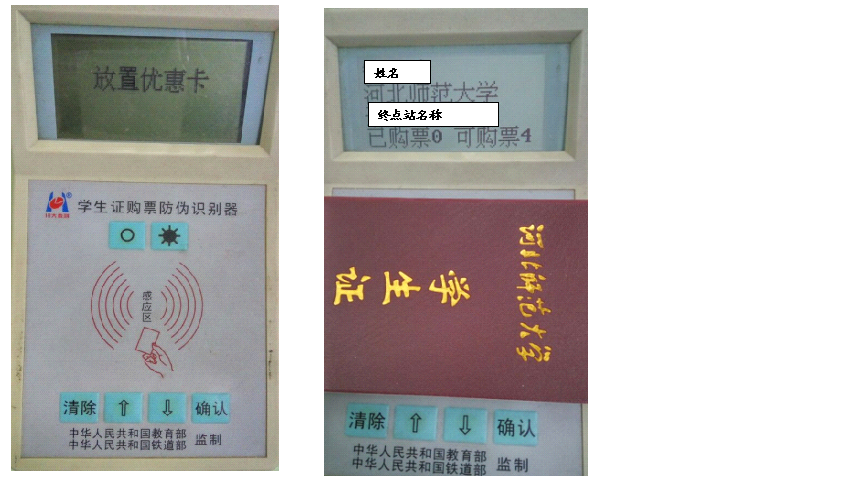 放置优惠卡
学生证购票防伪识别器
感应区
清除
确认
中华人民共和国教育部
中华人民共和国铁道部
监制
姓名
河北师范大学
终点站名称
已购票0 可购票4
河北师范大学
学生证
清除
确认
中华人民共和国教育部
中华人民共和国铁道部
监制